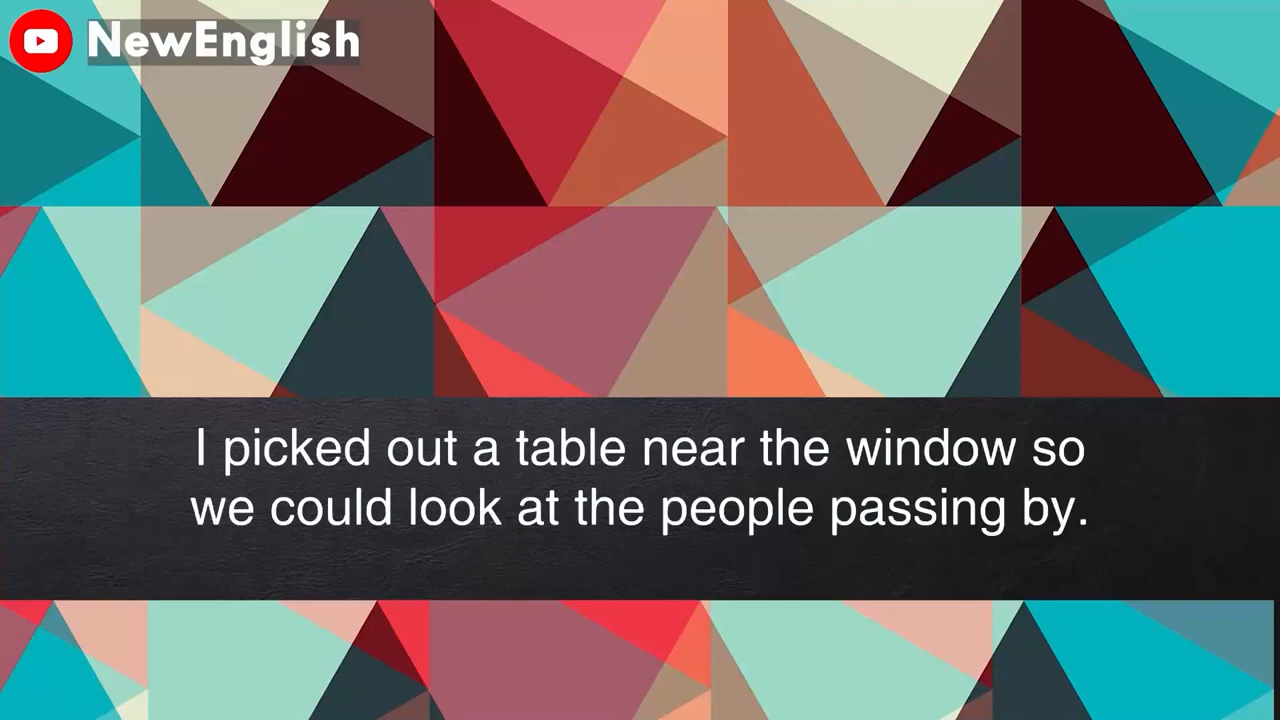 NewEnglish
I picked out a table near the window so
we could look at the people passing by.